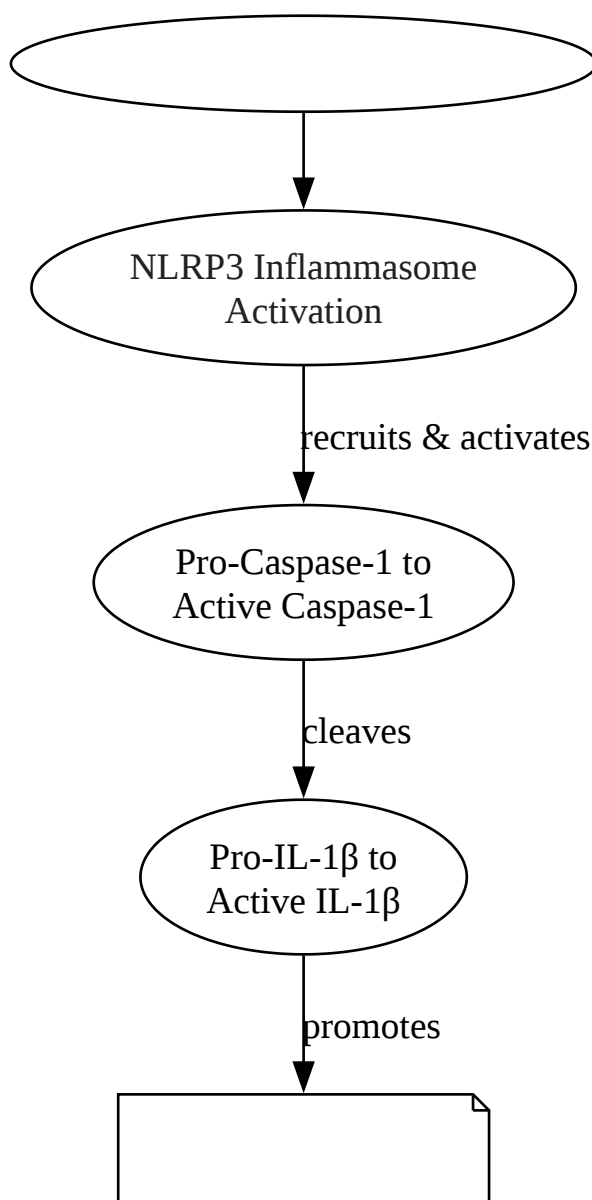 NLRP3 Inflammasome
Activation
recruits & activates
Pro-Caspase-1 to
Active Caspase-1
cleaves
Pro-IL-1β to
Active IL-1β
promotes